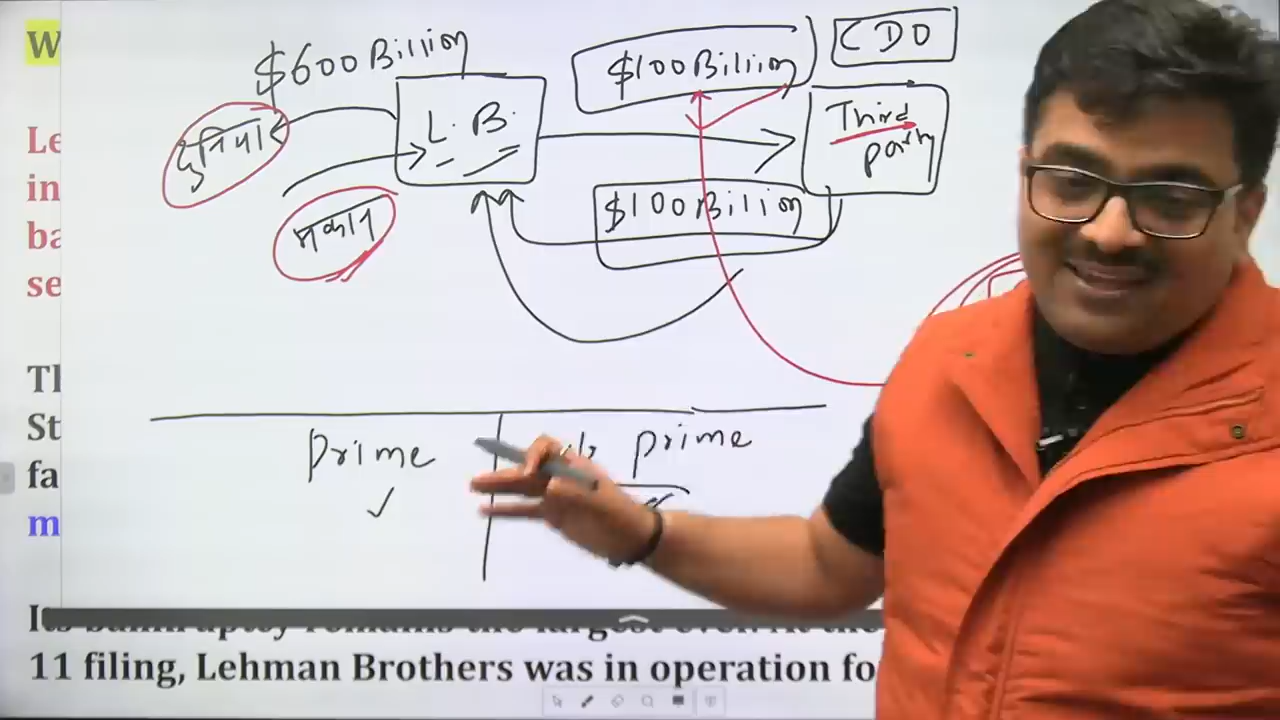 W
$600 Billion
$100 Billion
CDO
L. B.
Third
party
दुनिया
$100 Billion
मकान
Le
in
ba
se
Th
St
fa
m
Prime
prime
11 filing, Lehman Brothers was in operation fo